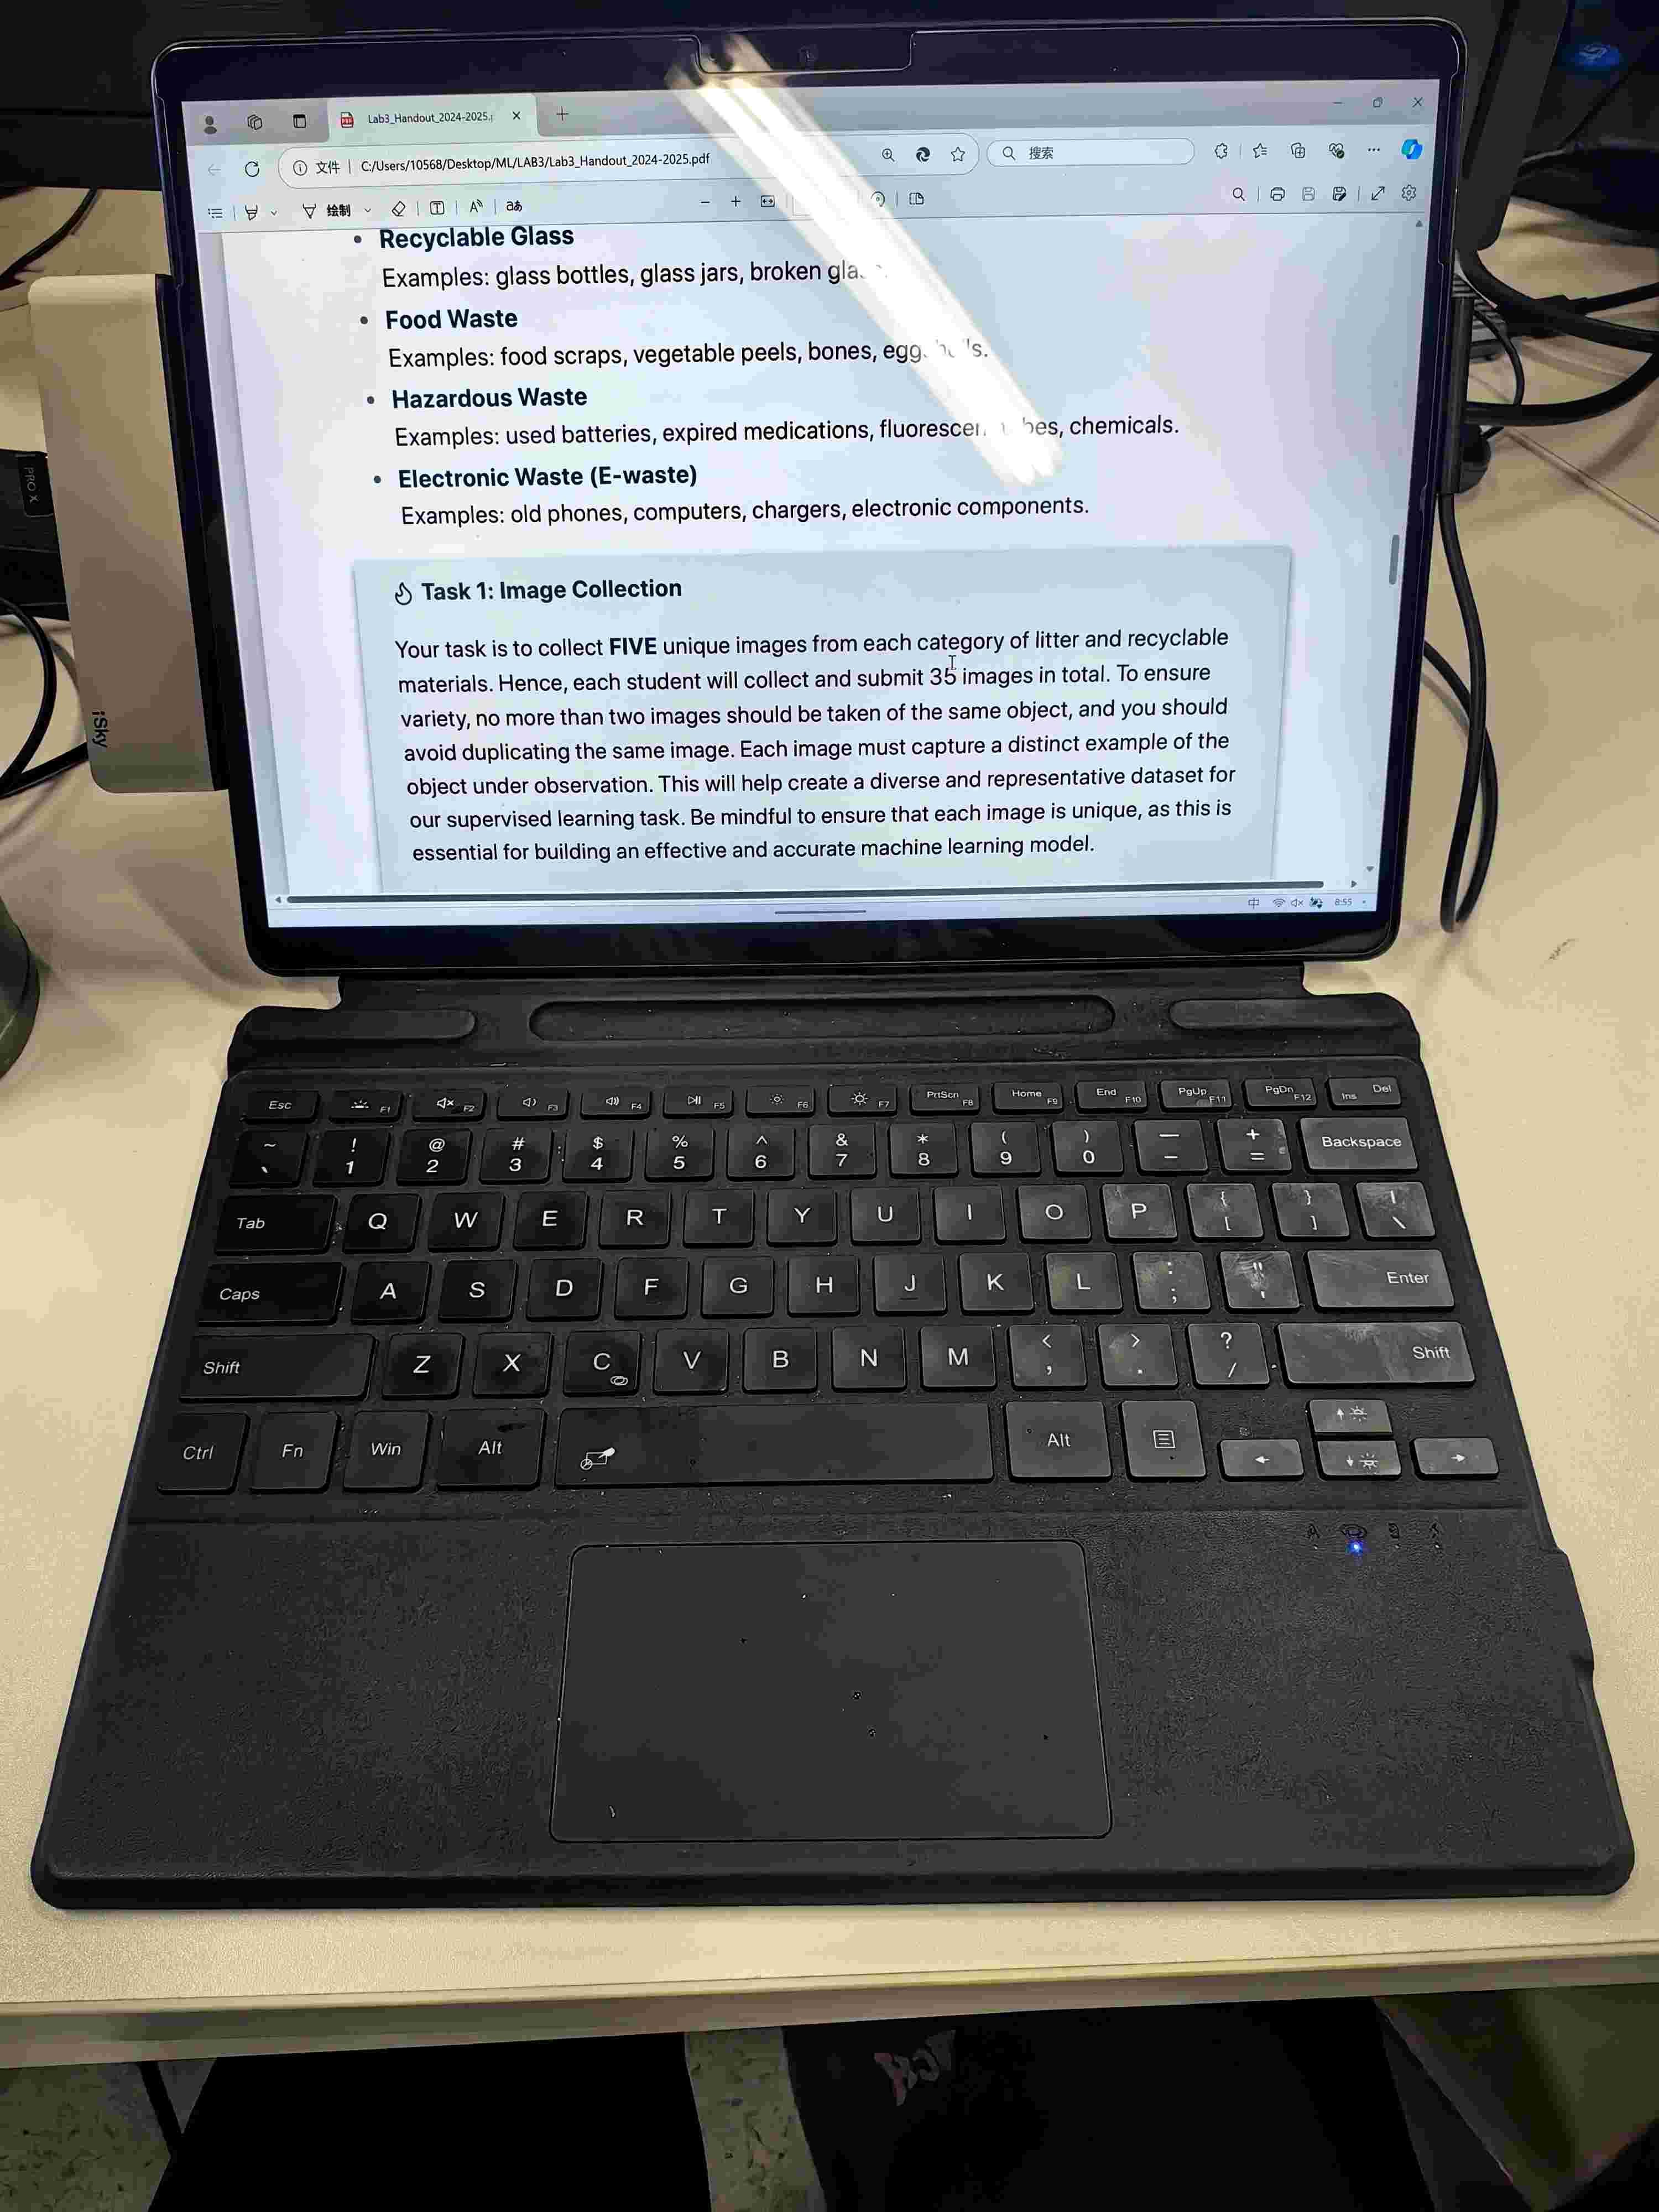 Lab3_Handout_2024-2025.p
文件 | C:/Users/10568/Desktop/ML/LAB3/Lab3_Handout_2024-2025.pdf
搜索
绘制
aあ
• Recyclable Glass
Examples: glass bottles, glass jars, broken
• Food Waste
Examples: food scraps, vegetable peels, bones,
• Hazardous Waste
Examples: used batteries, expired medications, chemicals.
• Electronic Waste (E-waste)
Examples: old phones, computers, chargers, electronic components.
Task 1: Image Collection
Your task is to collect FIVE unique images from each category of litter and recyclable
materials. Hence, each student will collect and submit 35 images in total. To ensure
variety, no more than two images should be taken of the same object, and you should
avoid duplicating the same image. Each image must capture a distinct example of the
object under observation. This will help create a diverse and representative dataset for
our supervised learning task. Be mindful to ensure that each image is unique, as this is
essential for building an effective and accurate machine learning model.
中 8:55
PRO X
iSky
Esc F1 F2 F3 F4 F5 F6 F7 PrtScn F8 Home F9 End F10 PgUp F11 PgDn F12 Ins Del
~ ! @ # $ % ^ & * ( ) — +
` 1 2 3 4 5 6 7 8 9 0 - = Backspace
Tab Q W E R T Y U I O P { [ } ] | \
Caps A S D F G H J K L : ; " ' Enter
Shift Z X C V B N M < , > . ? / Shift
Ctrl Fn Win Alt Alt